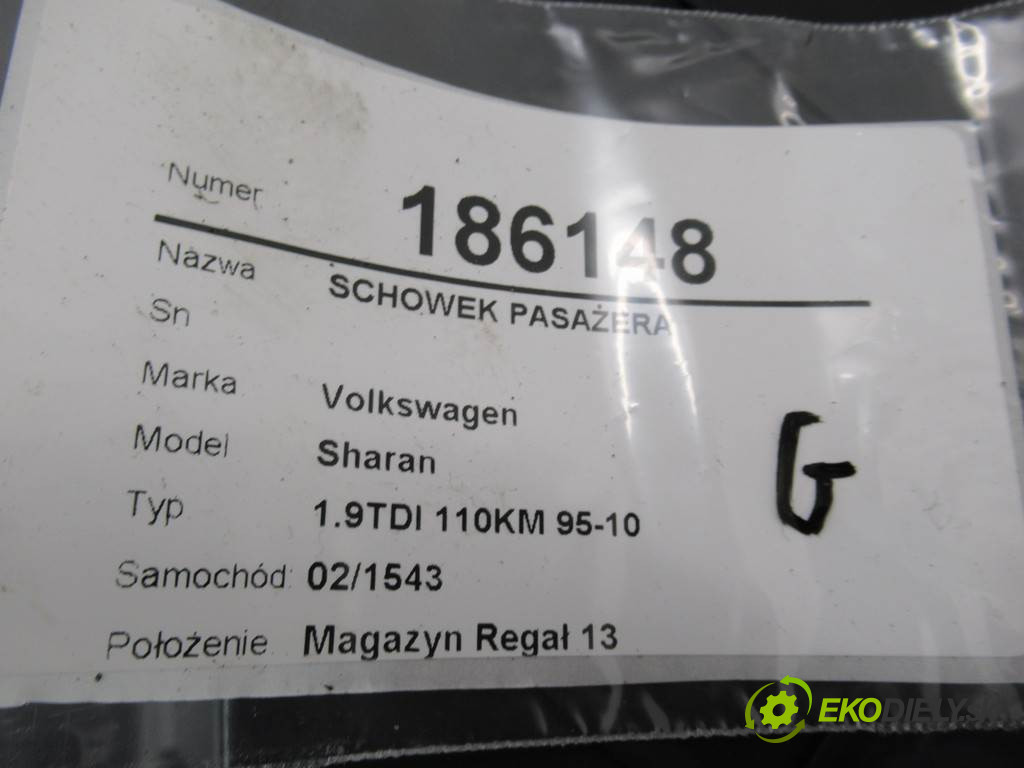 Numer 186148
Nazwa SCHOWEK PASAŻERA
Sn
Marka Volkswagen
Model Sharan
Typ 1.9TDI 110KM 95-10
G
Samochód: 02/1543
Położenie Magazyn Regał 13
EKODIELY